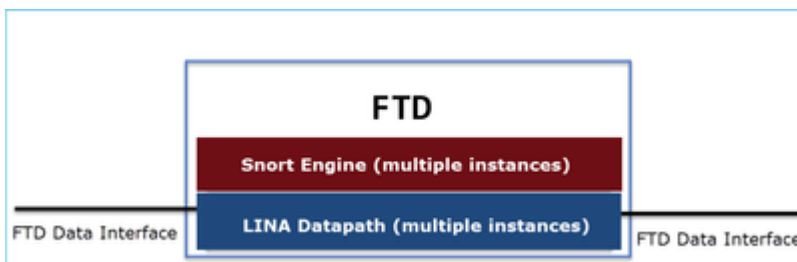 FTD
Snort Engine (multiple instances)
LINA Datapath (multiple instances)
FTD Data Interface
FTD Data Interface